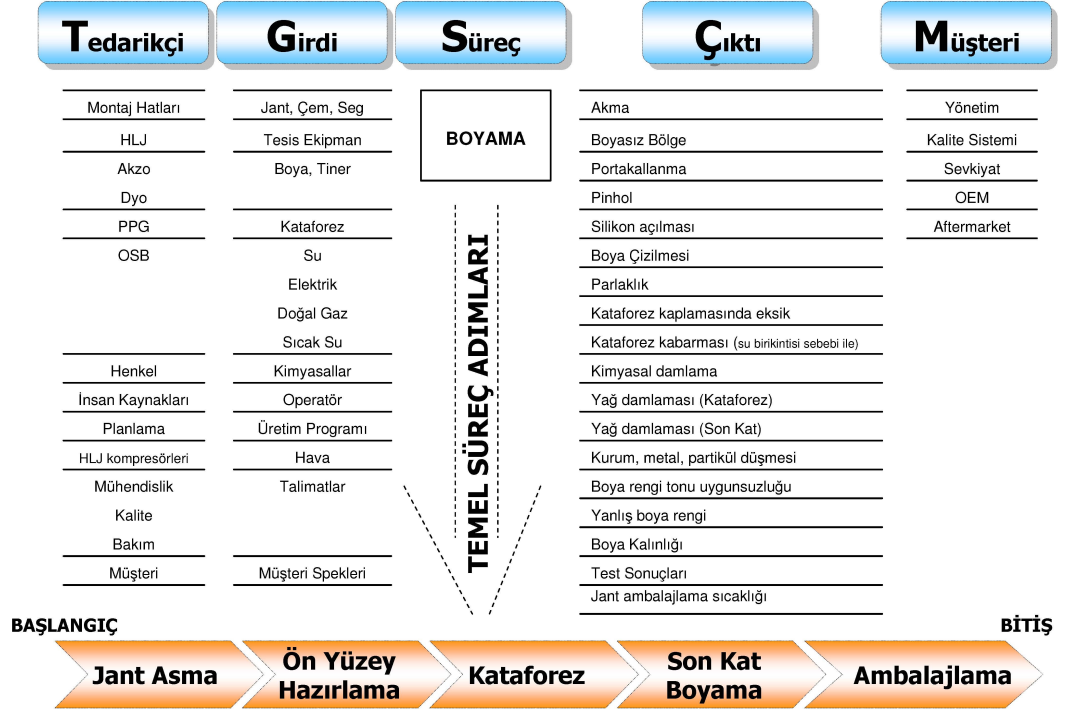 Tedarikçi
Girdi
Süreç
Çıktı
Müşteri
Montaj Hatları
HLJ
Akzo
Dyo
PPG
OSB
Henkel
İnsan Kaynakları
Planlama
HLJ kompresörleri
Mühendislik
Kalite
Bakım
Müşteri
Jant, Çem, Seg
Tesis Ekipman
Boya, Tiner
Kataforez
Su
Elektrik
Doğal Gaz
Sıcak Su
Kimyasallar
Operatör
Üretim Programı
Hava
Talimatlar
Müşteri Spekleri
BOYAMA
TEMEL SÜREÇ ADIMLARI
Akma
Boyasız Bölge
Portakallanma
Pinhol
Silikon açılması
Boya Çizilmesi
Parlaklık
Kataforez kaplamasında eksik
Kataforez kabarması (su birikintisi sebebi ile)
Kimyasal damlama
Yağ damlaması (Kataforez)
Yağ damlaması (Son Kat)
Kurum, metal, partikül düşmesi
Boya rengi tonu uygunsuzluğu
Yanlış boya rengi
Boya Kalınlığı
Test Sonuçları
Jant ambalajlama sıcaklığı
Yönetim
Kalite Sistemi
Sevkiyat
OEM
Aftermarket
BAŞLANGIÇ
BİTİŞ
Jant Asma
Ön Yüzey
Hazırlama
Kataforez
Son Kat
Boyama
Ambalajlama